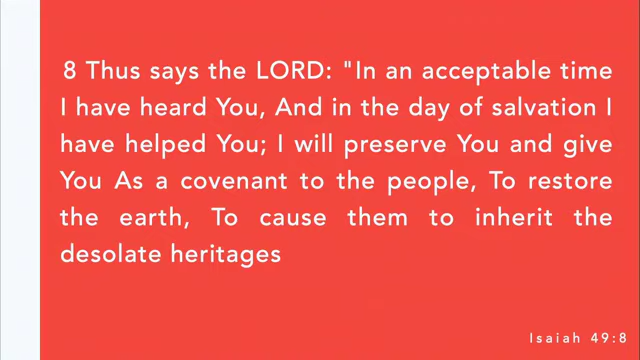 8 Thus says the LORD: "In an acceptable time
I have heard You, And in the day of salvation I
have helped You; I will preserve You and give
You As a covenant to the people, To restore
the earth, To cause them to inherit the
desolate heritages
Isaiah 49:8